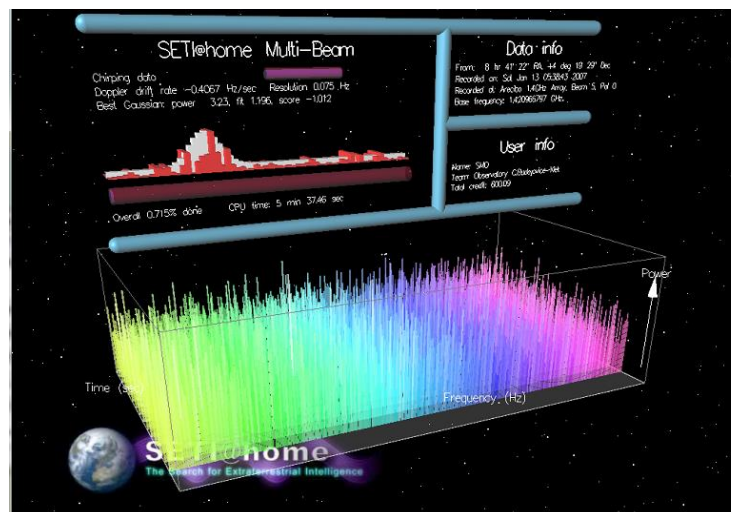 SETI@home Multi-Beam
Chirping data
Doppler drift rate -0.4067 Hz/sec Resolution 0.075 Hz
Best Gaussian: power 3.23, fit 1.196, score -1.012
Overall 0.715% done CPU time: 5 min 37.46 sec
Data info
From: 8 hr 41' 22" RA, +4 deg 19' 29" Dec
Recorded on: Sat Jan 13 05:38:43 2007
Recorded at: Arecibo 1.4GHz Array, Beam 5, Pol 0
Base frequency: 1.420965797 GHz
User info
Name: SMO
Team: Observatory C.Budejovice-Net
Total credit: 600.09
Power
Time (sec)
Frequency (Hz)
SETI@home
The Search for Extraterrestrial Intelligence